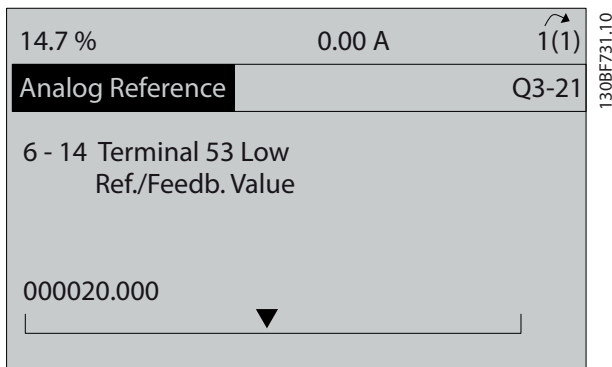 14.7 %  0.00 A  1(1)
Analog Reference  Q3-21
6 - 14 Terminal 53 Low
Ref./Feedb. Value
000020.000
130BF731.10